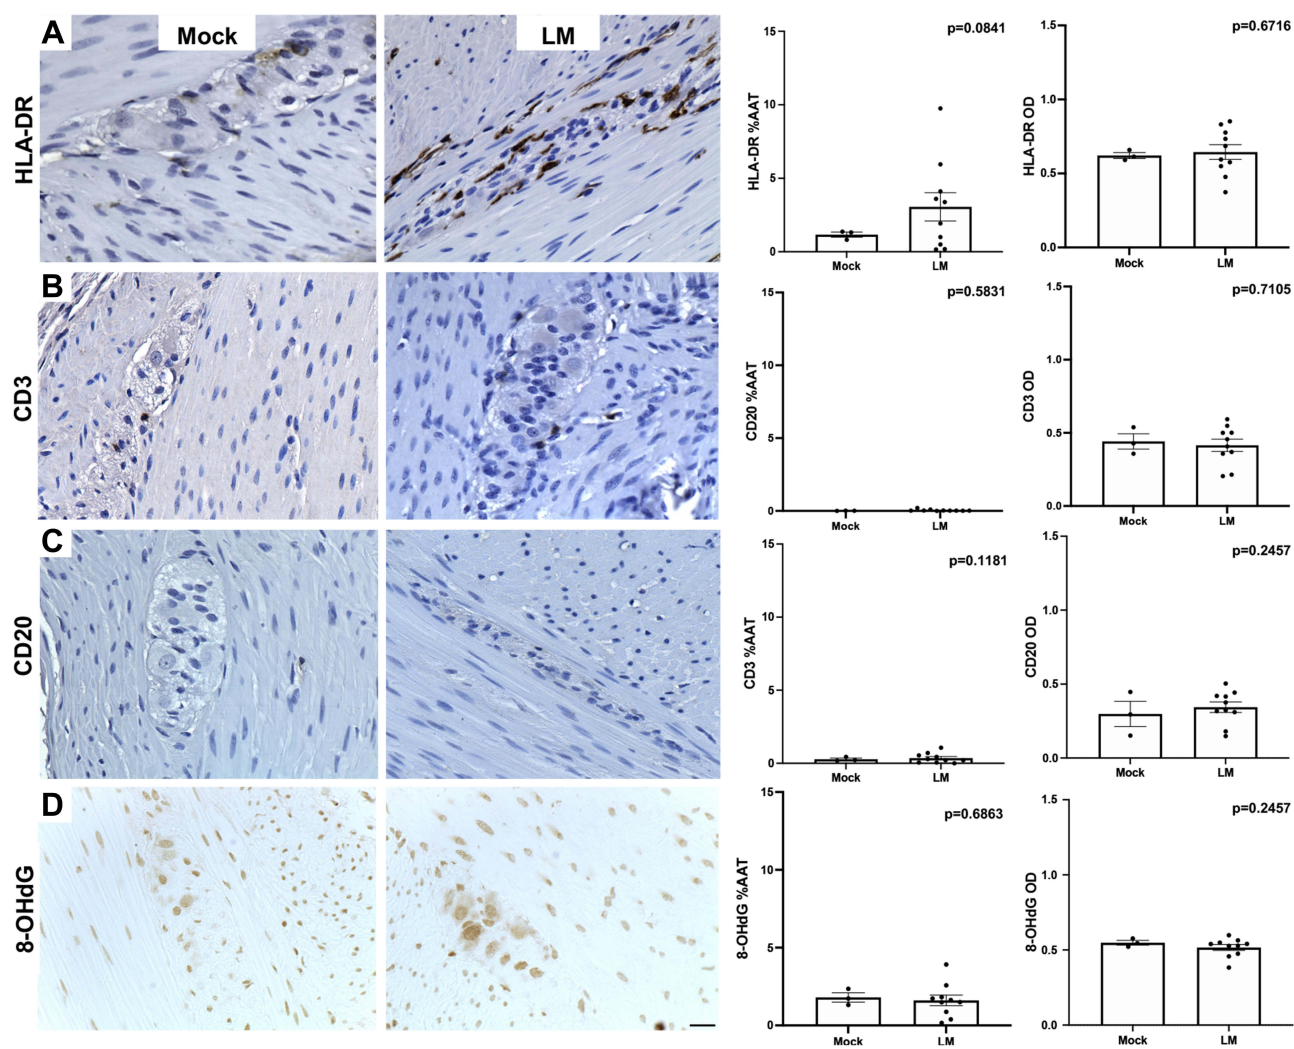 A
Mock
LM
HLA-DR
p=0.0841
15
10
5
0
HLA-DR %AAT
Mock
LM
p=0.6716
1.5
1.0
0.5
0.0
HLA-DR OD
Mock
LM
B
CD3
p=0.5831
15
10
5
0
CD20 %AAT
Mock
LM
p=0.7105
1.5
1.0
0.5
0.0
CD3 OD
Mock
LM
C
CD20
p=0.1181
15
10
5
0
CD3 %AAT
Mock
LM
p=0.2457
1.5
1.0
0.5
0.0
CD20 OD
Mock
LM
D
8-OHdG
p=0.6863
15
10
5
0
8-OHdG %AAT
Mock
LM
p=0.2457
1.5
1.0
0.5
0.0
8-OHdG OD
Mock
LM